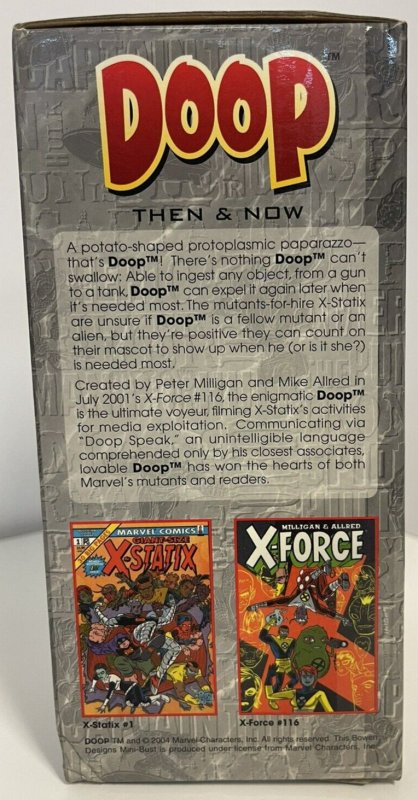 DOOP™
THEN & NOW
A potato-shaped protoplasmic paparazzo—
that's Doop™! There's nothing Doop™ can't
swallow: Able to ingest any object, from a gun
to a tank, Doop™ can expel it again later when
it's needed most. The mutants-for-hire X-Statix
are unsure if Doop™ is a fellow mutant or an
alien, but they're positive they can count on
their mascot to show up when he (or is it she?)
is needed most.
Created by Peter Milligan and Mike Allred in
July 2001's X-Force #116, the enigmatic Doop™
is the ultimate voyeur, filming X-Statix's activities
for media exploitation. Communicating via
"Doop Speak," an unintelligible language
comprehended only by his closest associates,
lovable Doop™ has won the hearts of both
Marvel's mutants and readers.
MARVEL COMICS
GIANT-SIZE
X-STATIX
MILLIGAN & ALLRED
X-FORCE
X-Statix #1
X-Force #116
DOOP TM and © 2004 Marvel Characters, Inc. All rights reserved. This Bowen
Designs Mini-Bust is produced under license from Marvel Characters, Inc.